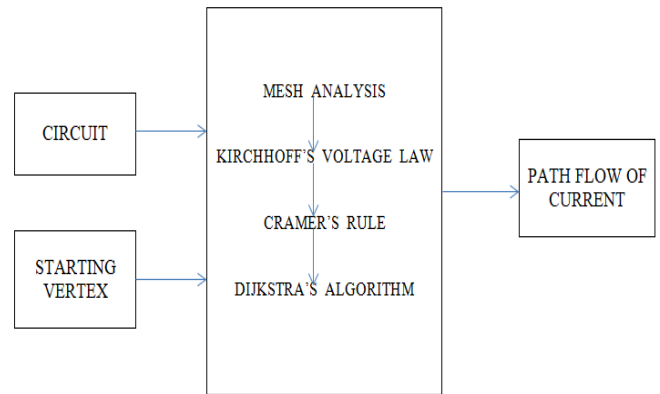 CIRCUIT
STARTING
VERTEX
MESH ANALYSIS
KIRCHHOFF'S VOLTAGE LAW
CRAMER'S RULE
DIJKSTRA'S ALGORITHM
PATH FLOW OF
CURRENT